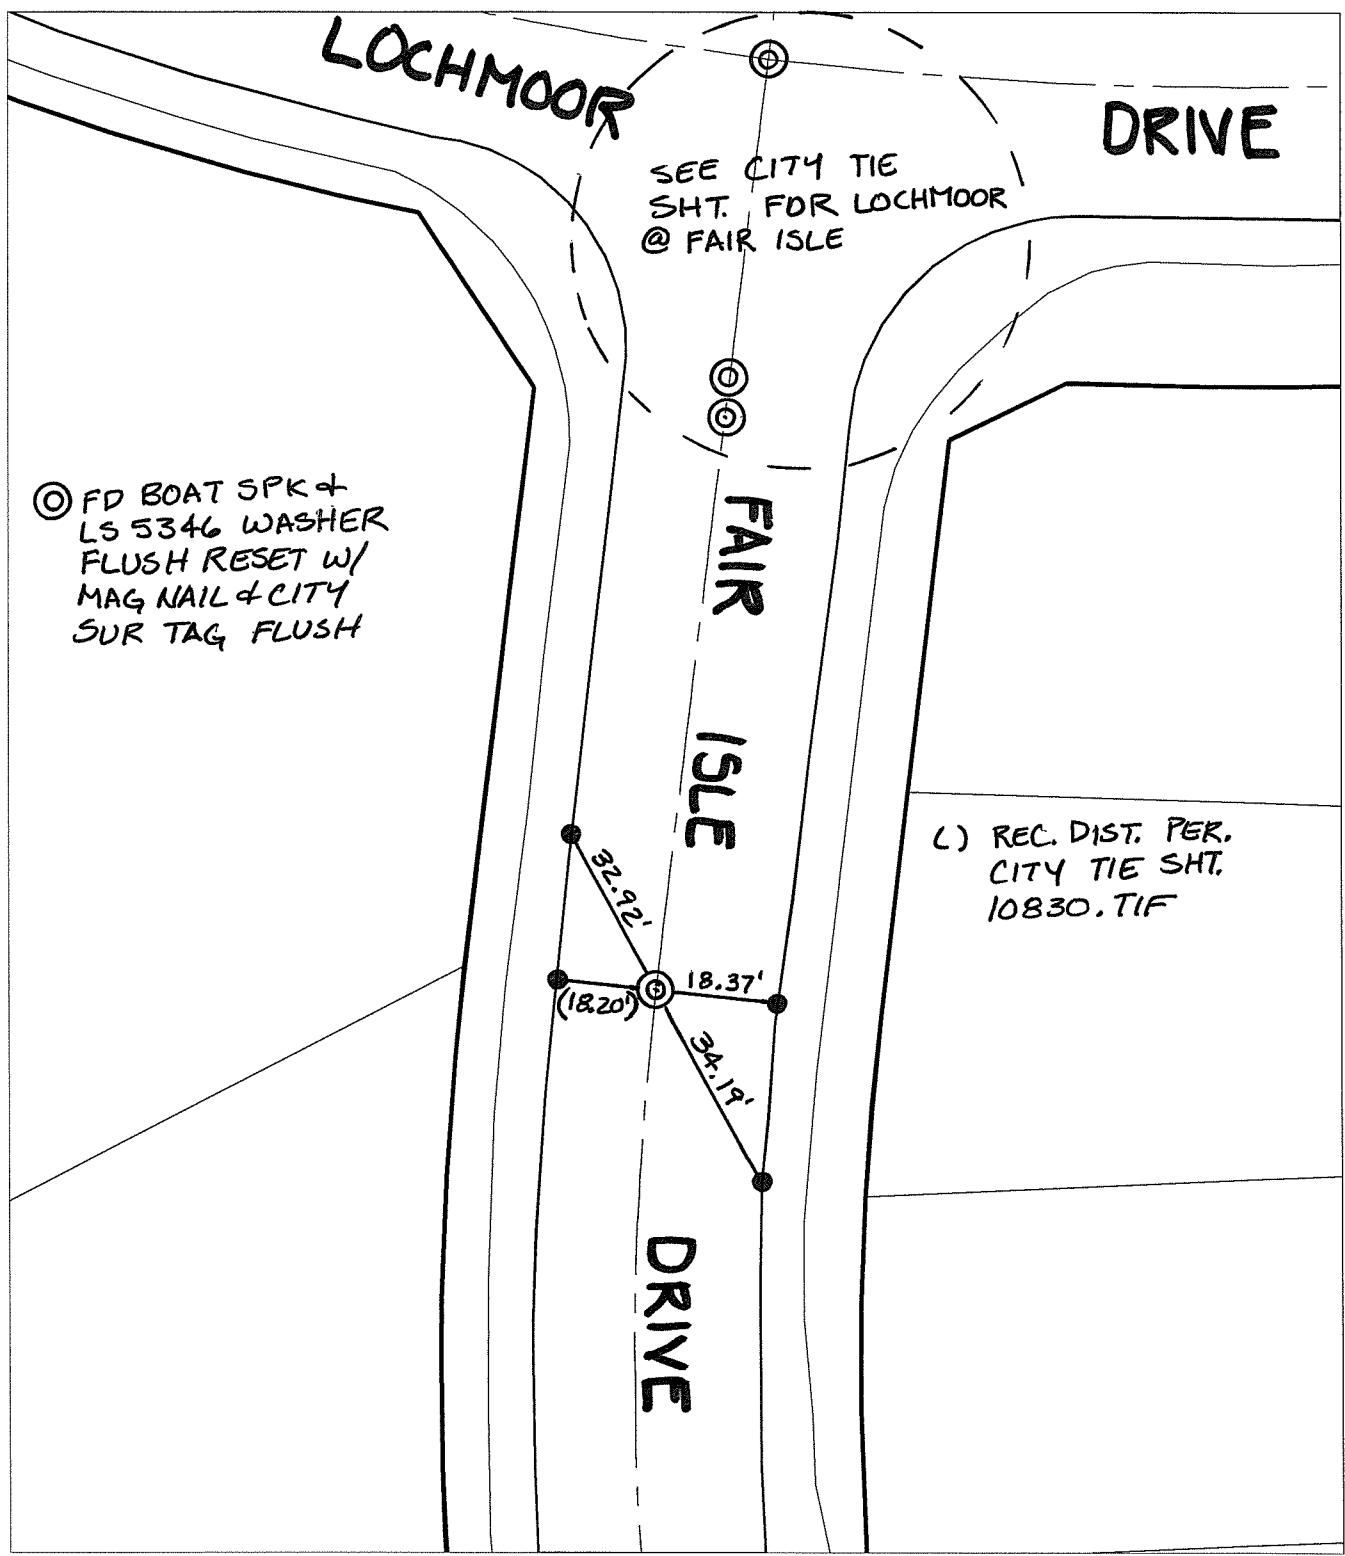 LOCHMOOR
DRIVE
SEE CITY TIE
SHT. FOR LOCHMOOR
@ FAIR ISLE
FD BOAT SPK &
LS 5346 WASHER
FLUSH RESET W/
MAG NAIL & CITY
SUR TAG FLUSH
FAIR
ISLE
DRIVE
() REC. DIST. PER.
CITY TIE SHT.
10830.TIF
32.92'
(18.20')
18.37'
34.19'